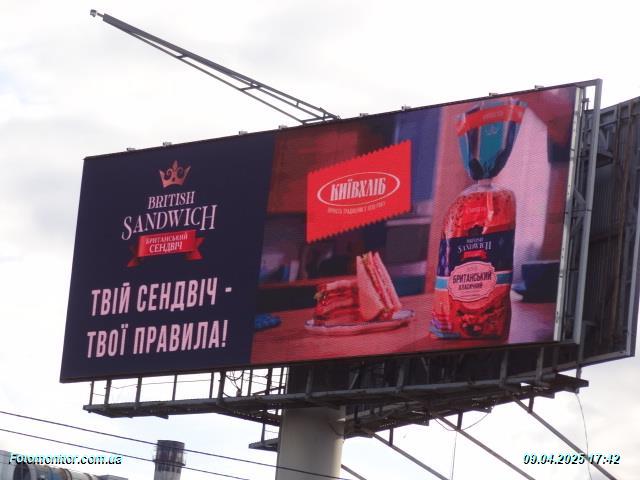 BRITISH
SANDWICH
БРИТАНСЬКИЙ
СЕНДВІЧ
ТВІЙ СЕНДВІЧ -
ТВОЇ ПРАВИЛА!
КИЇВХЛІБ
BRITISH
SANDWICH
БРИТАНСЬКИЙ
КЛАСИЧНИЙ
Fotomonitor.com.ua
09.04.2025 17:42